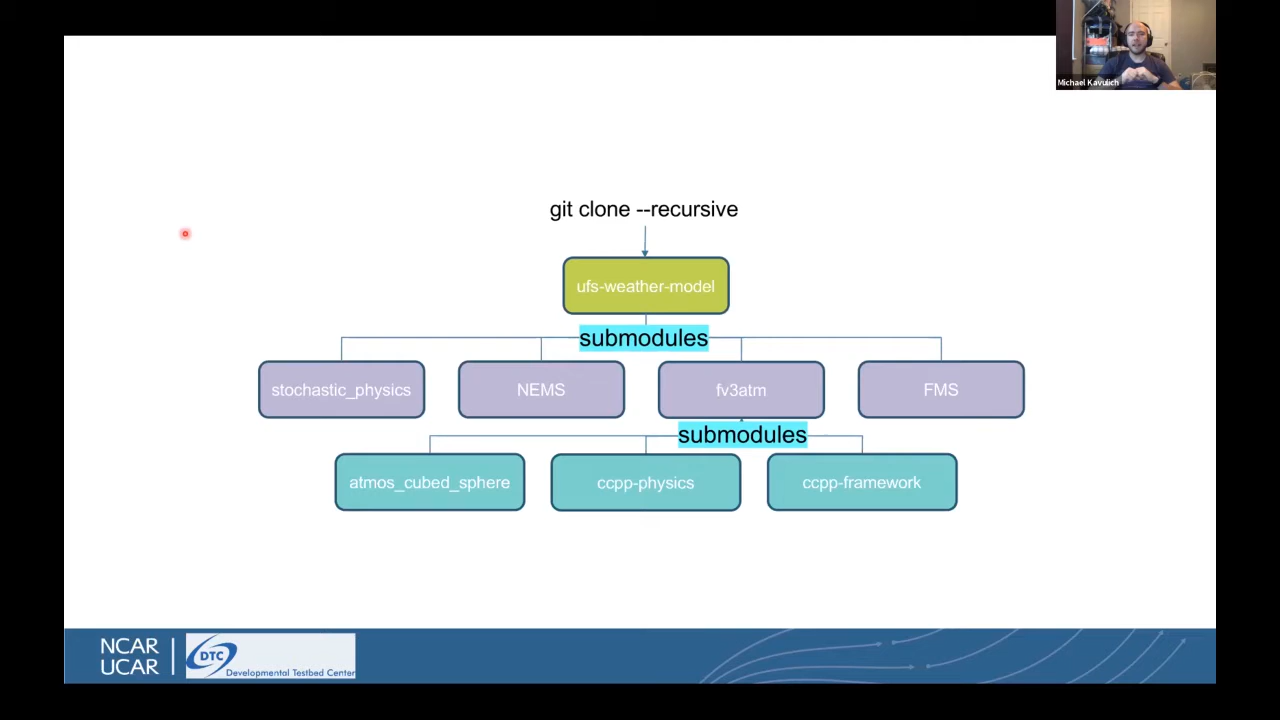 Michael Kavulich
git clone --recursive
ufs-weather-model
submodules
stochastic_physics
NEMS
fv3atm
FMS
submodules
atmos_cubed_sphere
ccpp-physics
ccpp-framework
NCAR
UCAR
DTC
Developmental Testbed Center